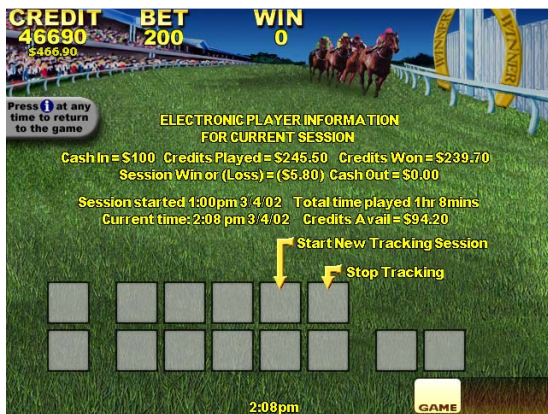 CREDIT BET WIN
46690 200 0
$466.90
WINNER WINNER
Press i at any
time to return
to the game
ELECTRONIC PLAYER INFORMATION
FOR CURRENT SESSION
Cash In = $100 Credits Played = $245.50 Credits Won = $239.70
Session Win or (Loss) = ($5.80) Cash Out = $0.00
Session started 1:00pm 3/4/02 Total time played 1hr 8mins
Current time: 2:08 pm 3/4/02 Credits Avail = $94.20
Start New Tracking Session
Stop Tracking
GAME
2:08pm